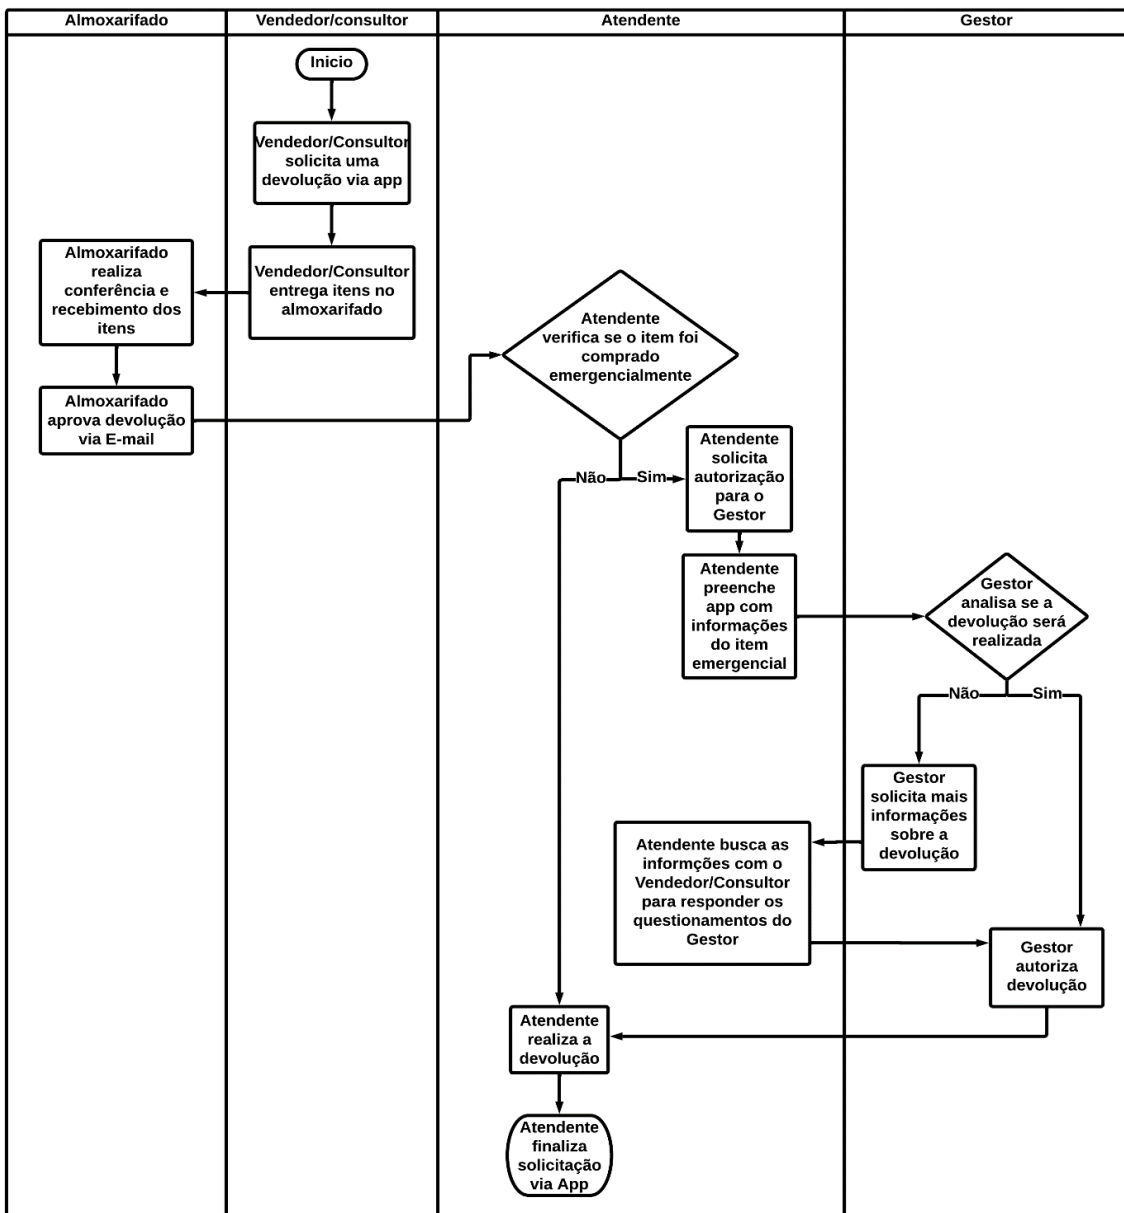 Almoxarifado
Vendedor/consultor
Atendente
Gestor
Inicio
Vendedor/Consultor
solicita uma
devolução via app
Vendedor/Consultor
entrega itens no
almoxarifado
Almoxarifado
realiza
conferência e
recebimento dos
itens
Almoxarifado
aprova devolução
via E-mail
Atendente
verifica se o item foi
comprado
emergencialmente
Não
Sim
Atendente
solicita
autorização
para o
Gestor
Atendente
preenche
app com
informações
do item
emergencial
Gestor
analisa se a
devolução será
realizada
Não
Sim
Gestor
solicita mais
informações
sobre a
devolução
Atendente busca as
informções com o
Vendedor/Consultor
para responder os
questionamentos do
Gestor
Gestor
autoriza
devolução
Atendente
realiza a
devolução
Atendente
finaliza
solicitação
via App